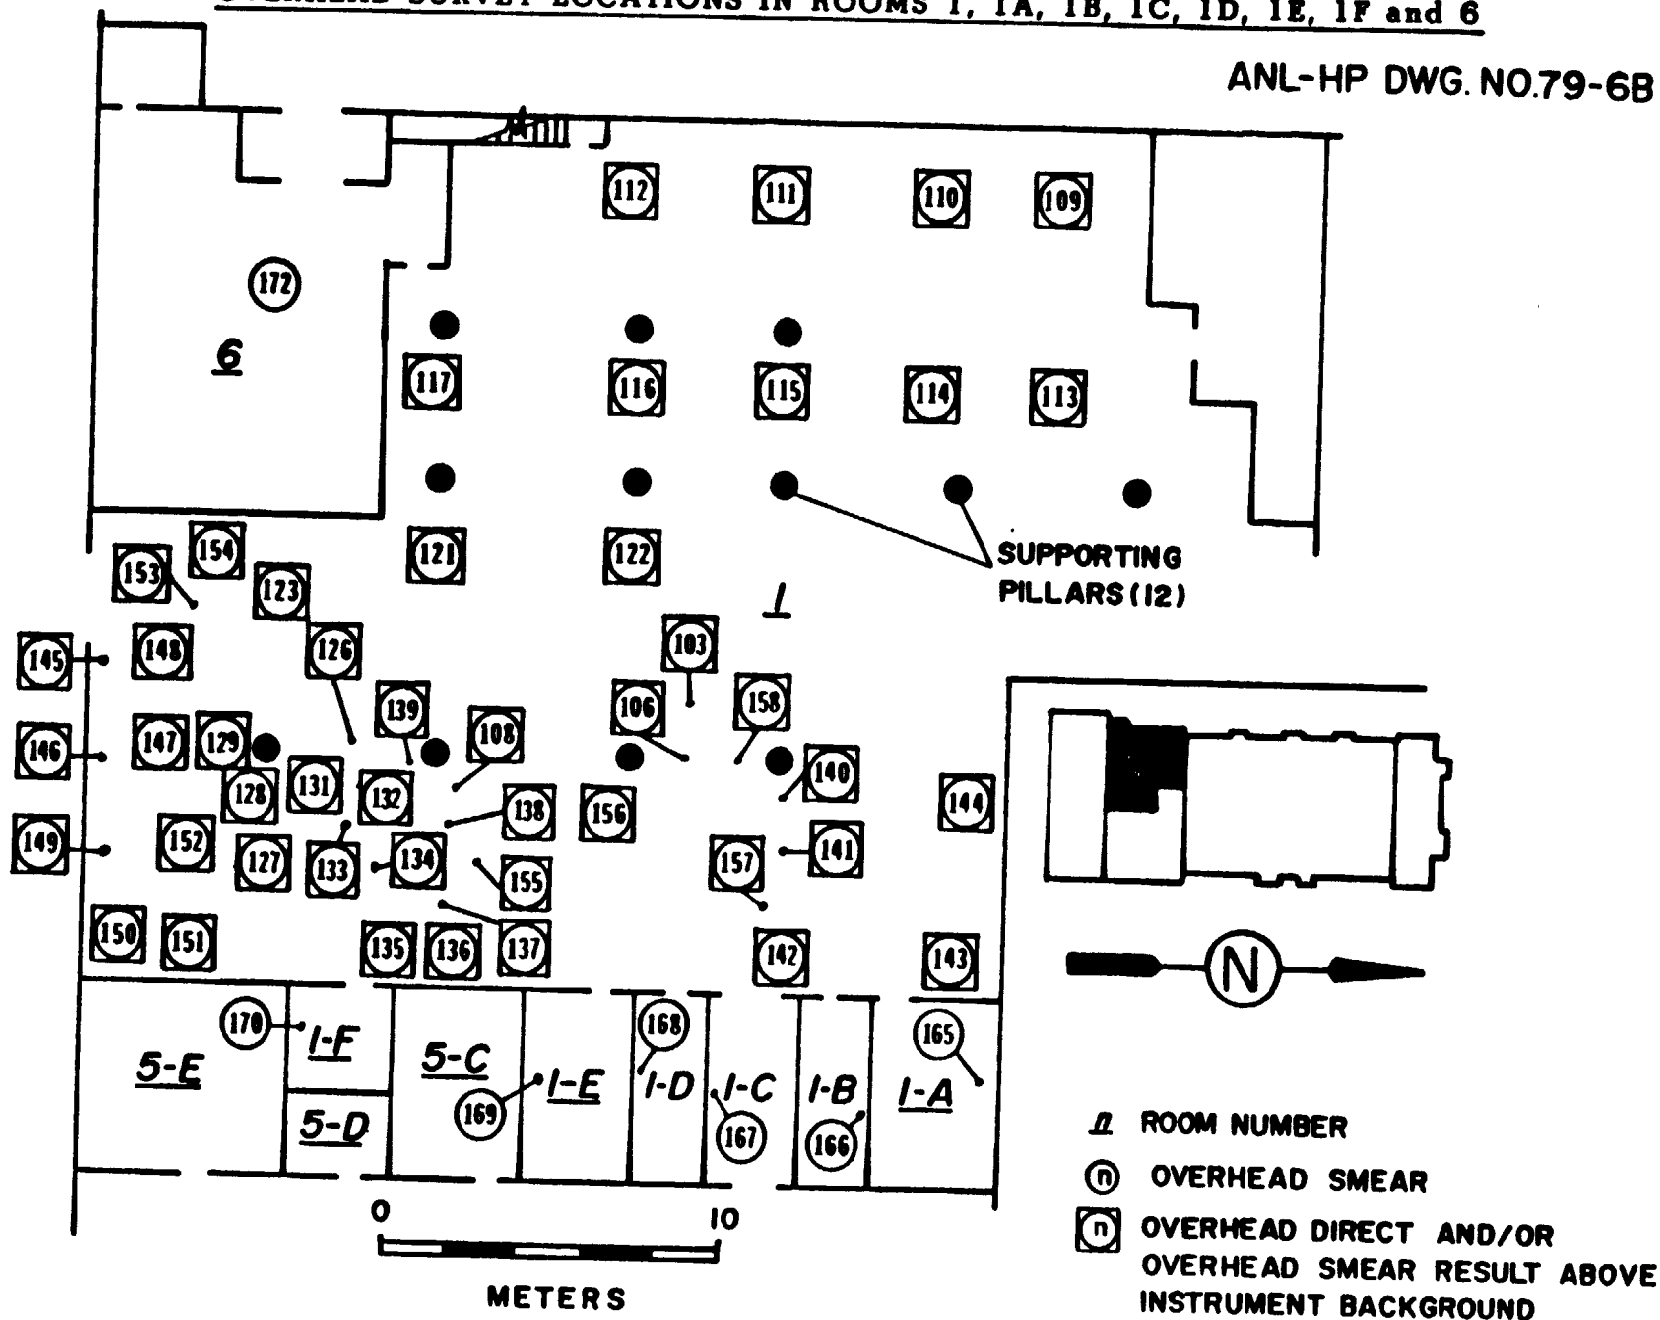 OVERHEAD SURVEY LOCATIONS IN ROOMS 1, 1A, 1B, 1C, 1D, 1E, 1F and 6
ANL-HP DWG. NO.79-6B
112
111
110
109
172
6
117
116
115
114
113
154
153
123
121
122
SUPPORTING
PILLARS (12)
1
145
148
126
103
139
106
158
146
147
129
108
140
128
131
132
138
156
144
149
152
127
133
134
155
157
141
150
151
135
136
137
142
143
N
170
1-F
5-E
5-D
5-C
169
1-E
168
1-D
1-C
167
1-B
166
165
1-A
0
10
METERS
n ROOM NUMBER
n OVERHEAD SMEAR
n OVERHEAD DIRECT AND/OR
OVERHEAD SMEAR RESULT ABOVE
INSTRUMENT BACKGROUND